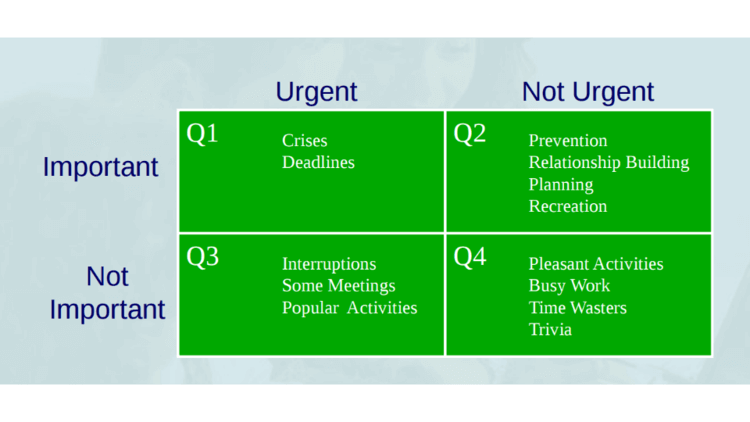 Urgent
Not Urgent
Important
Q1
Crises
Deadlines
Q2
Prevention
Relationship Building
Planning
Recreation
Not
Important
Q3
Interruptions
Some Meetings
Popular  Activities
Q4
Pleasant Activities
Busy Work
Time Wasters
Trivia